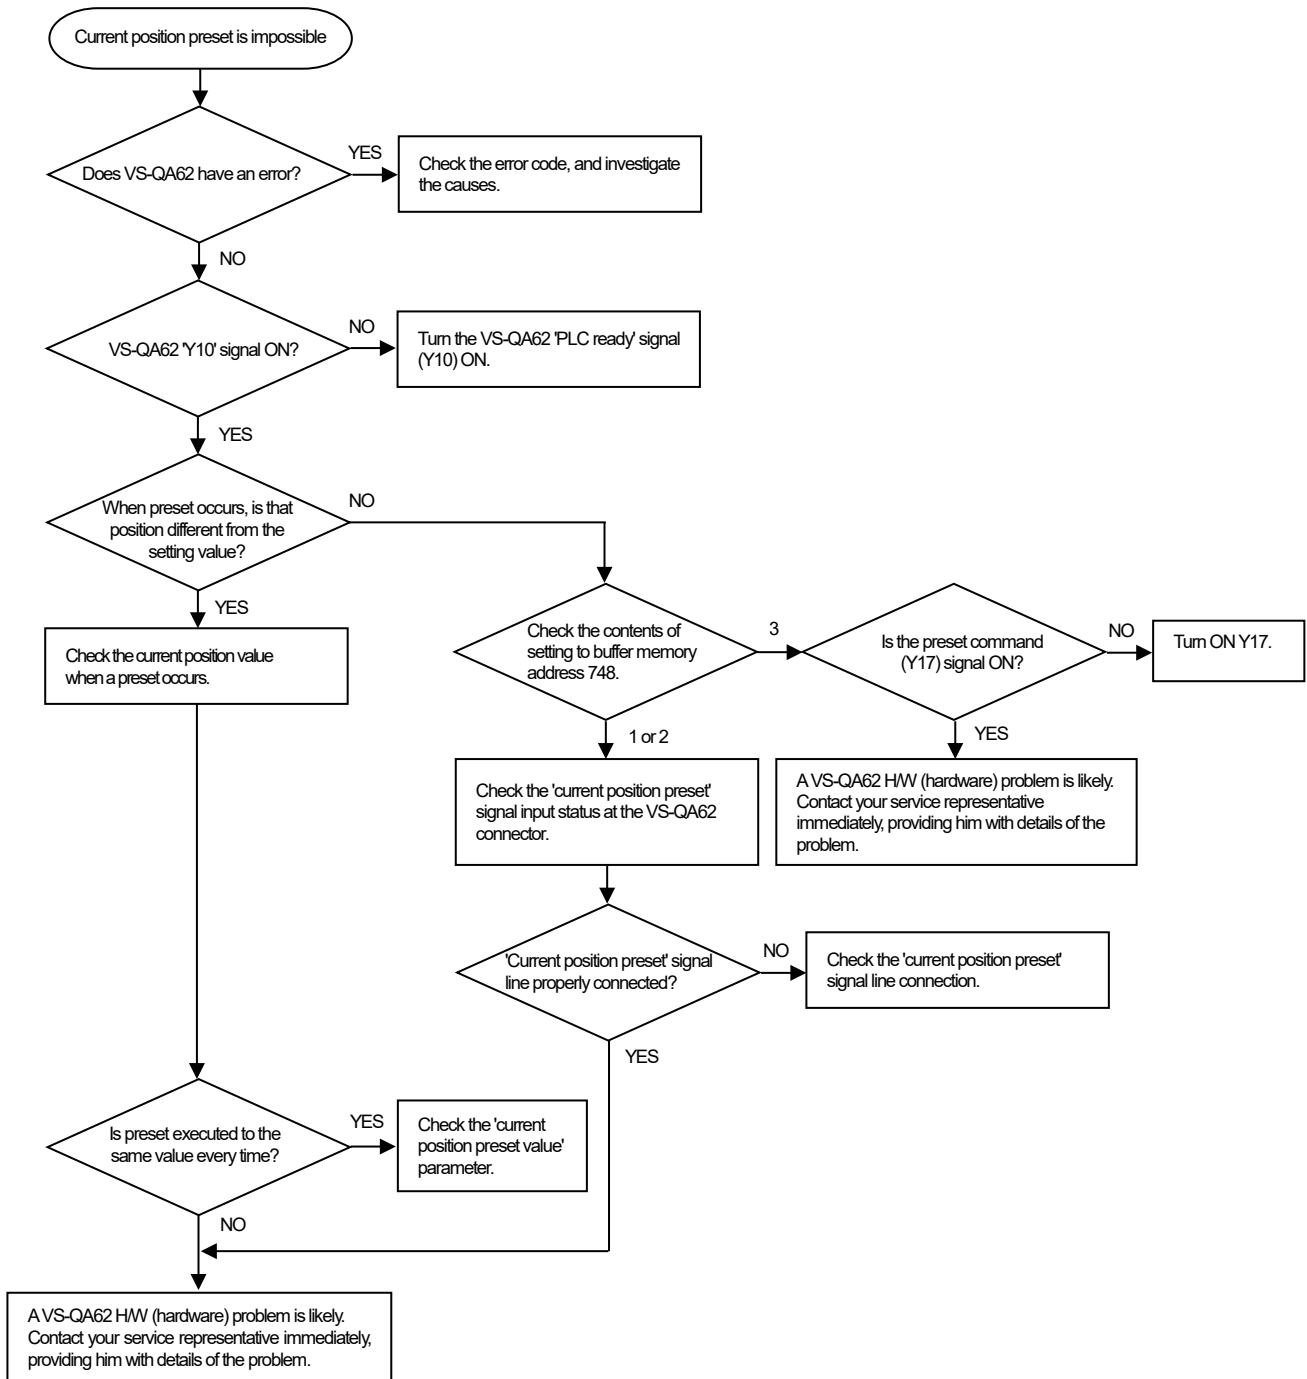 Current position preset is impossible
Does VS-QA62 have an error?
YES
Check the error code, and investigate
the causes.
NO
VS-QA62 'Y10' signal ON?
NO
Turn the VS-QA62 'PLC ready' signal
(Y10) ON.
YES
When preset occurs, is that
position different from the
setting value?
NO
YES
Check the current position value
when a preset occurs.
Check the contents of
setting to buffer memory
address 748.
3
Is the preset command
(Y17) signal ON?
NO
Turn ON Y17.
1 or 2
YES
Check the 'current position preset'
signal input status at the VS-QA62
connector.
A VS-QA62 H/W (hardware) problem is likely.
Contact your service representative
immediately, providing him with details of the
problem.
'Current position preset' signal
line properly connected?
NO
Check the 'current position preset'
signal line connection.
YES
Is preset executed to the
same value every time?
YES
Check the 'current
position preset value'
parameter.
NO
A VS-QA62 H/W (hardware) problem is likely.
Contact your service representative immediately,
providing him with details of the problem.